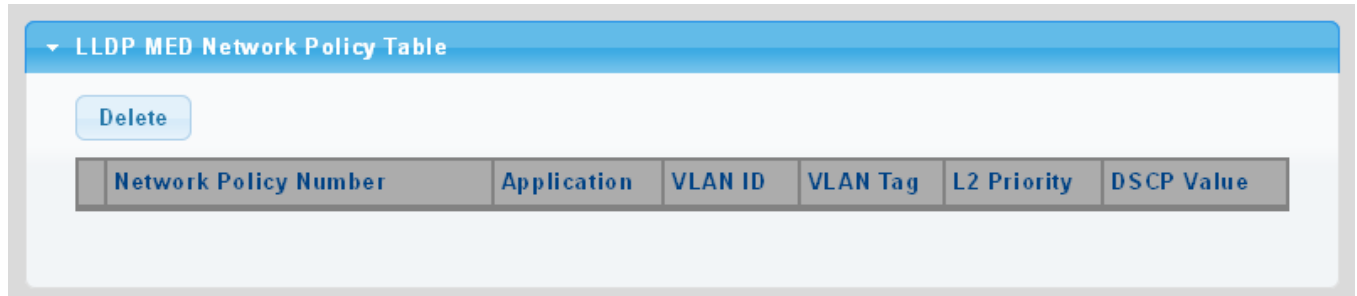 LLDP MED Network Policy Table
Delete
Network Policy Number Application VLAN ID VLAN Tag L2 Priority DSCP Value